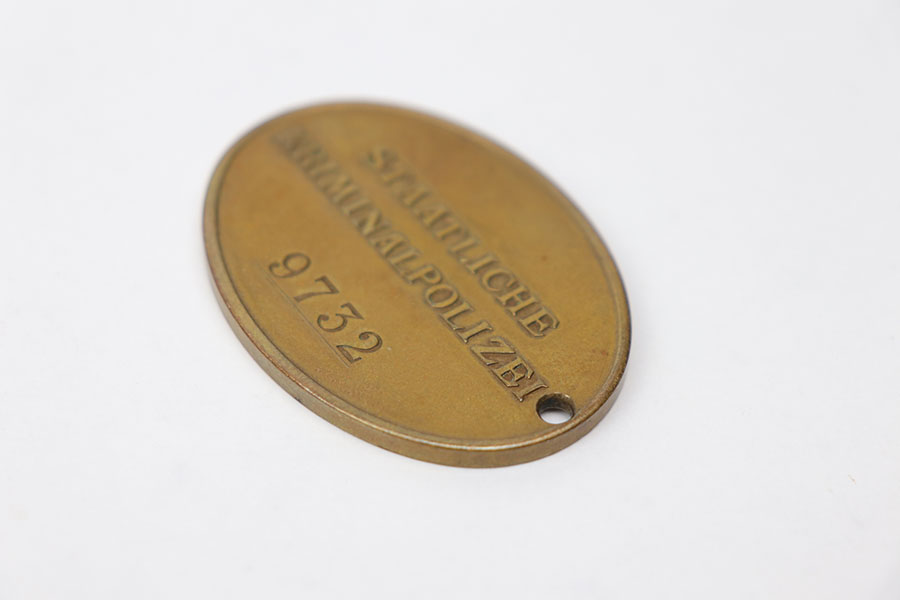 STAATLICHE
KRIMINALPOLIZEI
9732